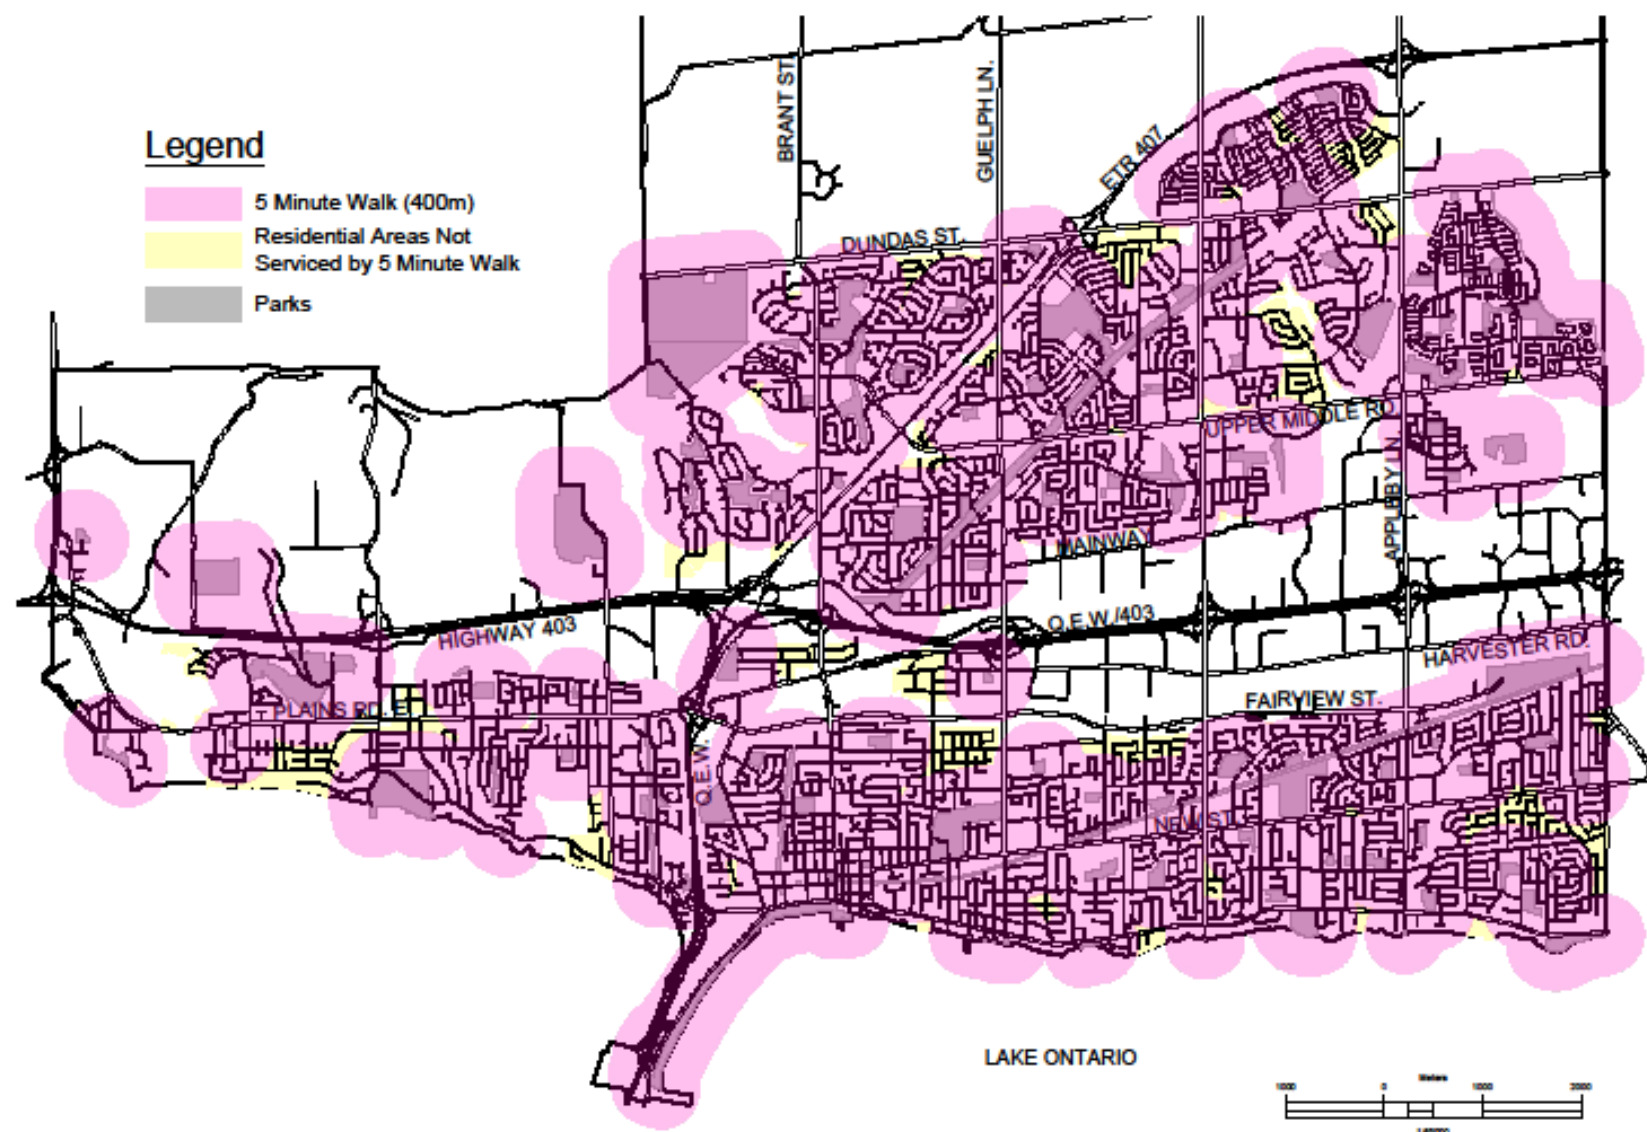 Legend
5 Minute Walk (400m)
Residential Areas Not
Serviced by 5 Minute Walk
Parks
BRANT ST.
GUELPH LN.
ETR 407
DUNDAS ST.
UPPER MIDDLE RD.
APPLEBY LN.
MAINWAY
Q.E.W./403
HIGHWAY 403
HARVESTER RD.
FAIRVIEW ST.
PLAINS RD. E.
Q.E.W.
NEW ST.
LAKE ONTARIO
Meters
1000 0 1000 2000